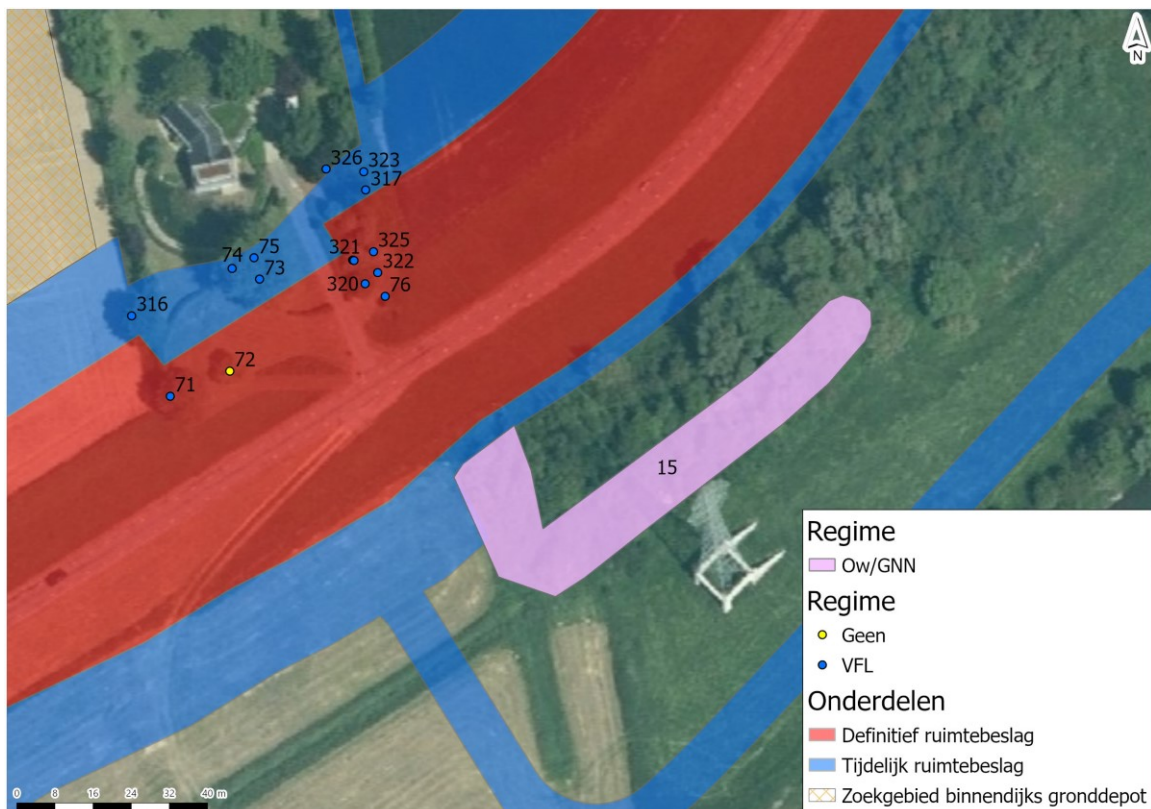 N
326
323
317
75
74
73
321
325
322
320
76
316
72
71
15
Regime
Ow/GNN
Regime
Geen
VFL
Onderdelen
Definitief ruimtebeslag
Tijdelijk ruimtebeslag
Zoekgebied binnendijks gronddepot
0 8 16 24 32 40 m